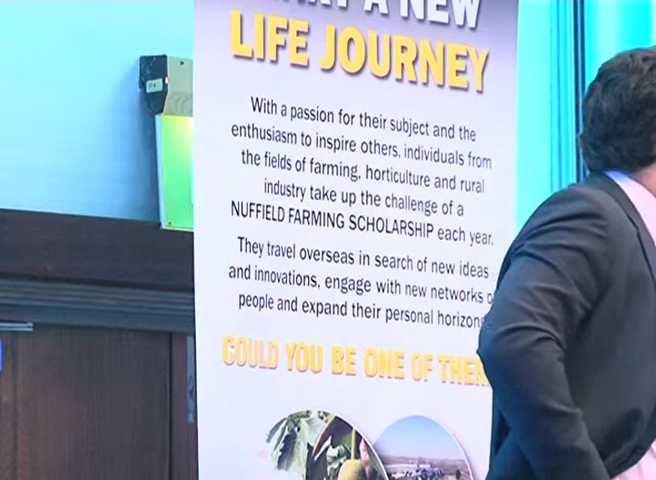 A NEW
LIFE JOURNEY
With a passion for their subject and the
enthusiasm to inspire others, individuals from
the fields of farming, horticulture and rural
industry take up the challenge of a
NUFFIELD FARMING SCHOLARSHIP each year.
They travel overseas in search of new ideas
and innovations, engage with new networks
people and expand their personal horizons
COULD YOU BE ONE OF THEM